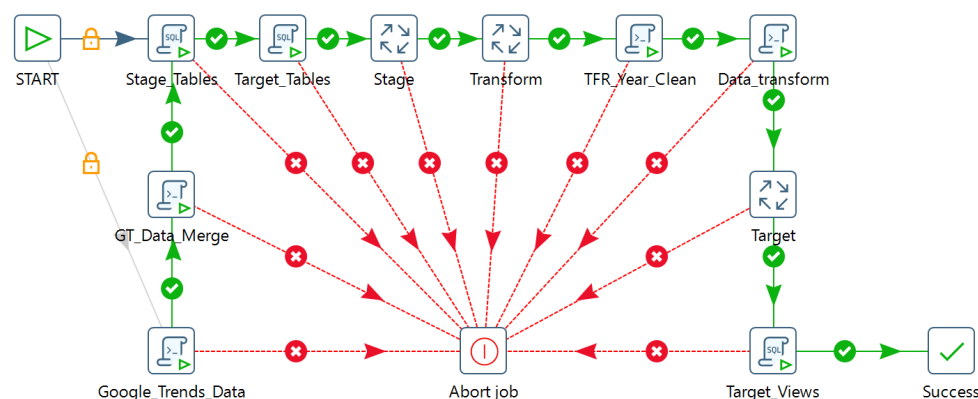 SQL
SQL
START
Stage_Tables
Target_Tables
Stage
Transform
TFR_Year_Clean
Data_transform
GT_Data_Merge
Target
SQL
Google_Trends_Data
Abort job
Target_Views
Success